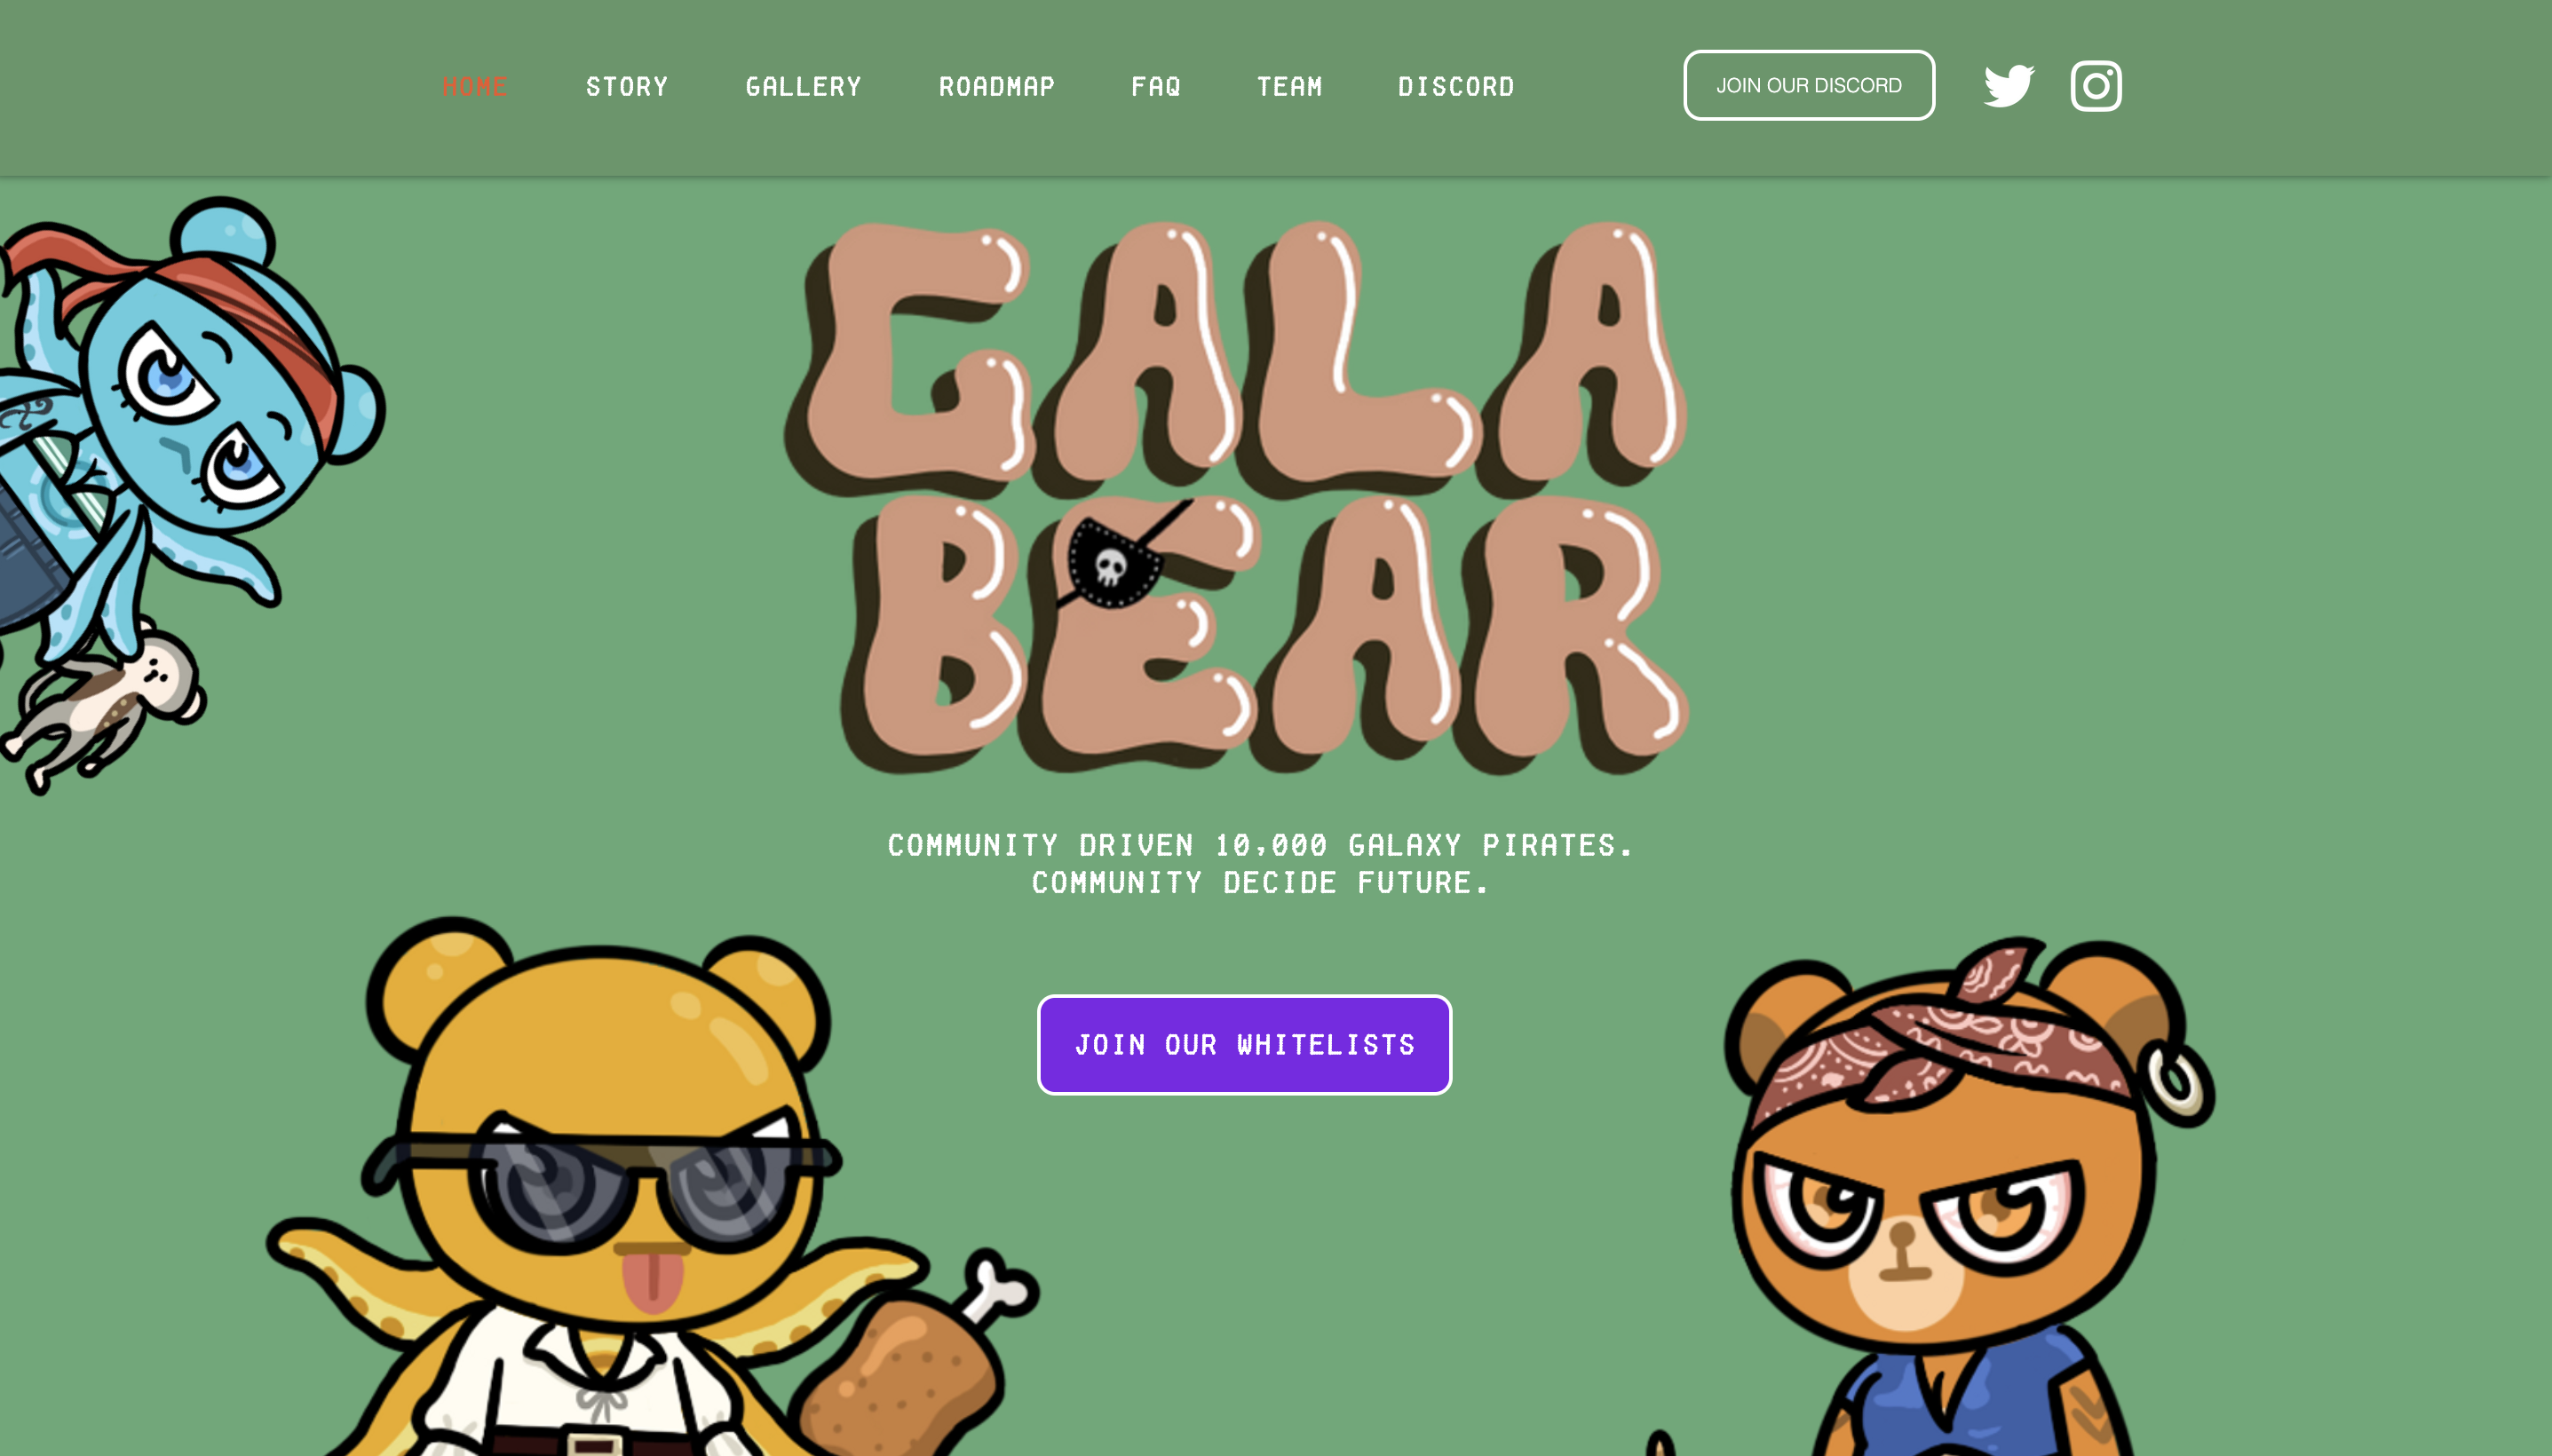 HOME STORY GALLERY ROADMAP FAQ TEAM DISCORD JOIN OUR DISCORD
GALA
BEAR
COMMUNITY DRIVEN 10,000 GALAXY PIRATES.
COMMUNITY DECIDE FUTURE.
JOIN OUR WHITELISTS